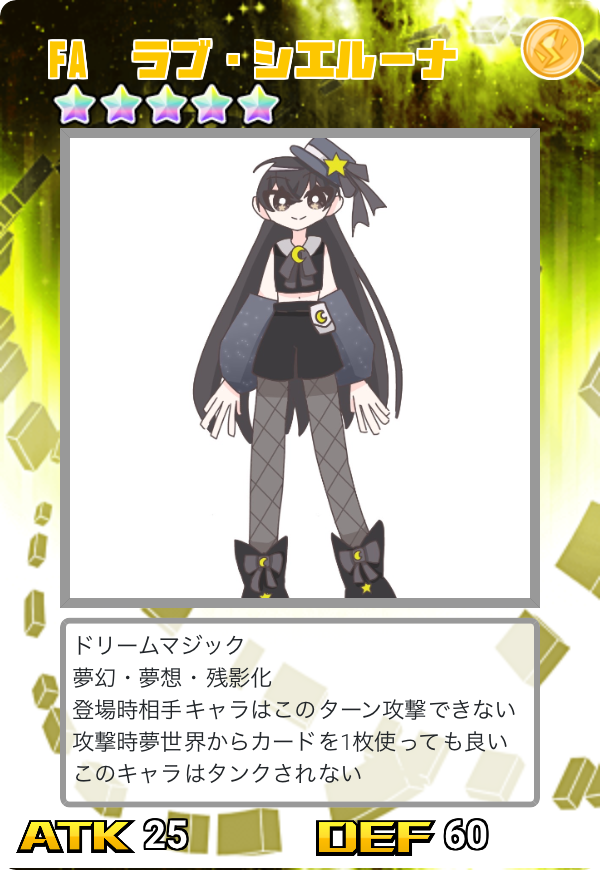 FA ラブ・シエルーナ
ドリームマジック
夢幻・夢想・残影化
登場時相手キャラはこのターン攻撃できない
攻撃時夢世界からカードを1枚使っても良い
このキャラはタンクされない
ATK 25 DEF 60